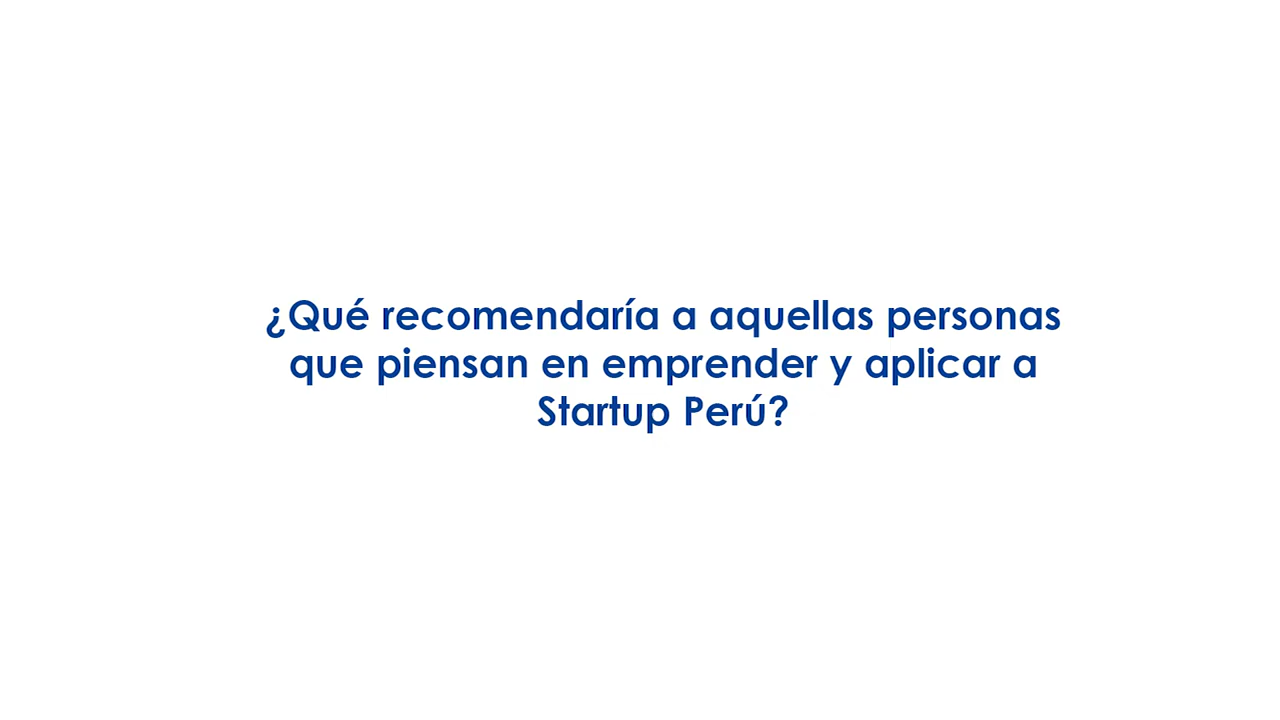 ¿Qué recomendaría a aquellas personas
que piensan en emprender y aplicar a
Startup Perú?